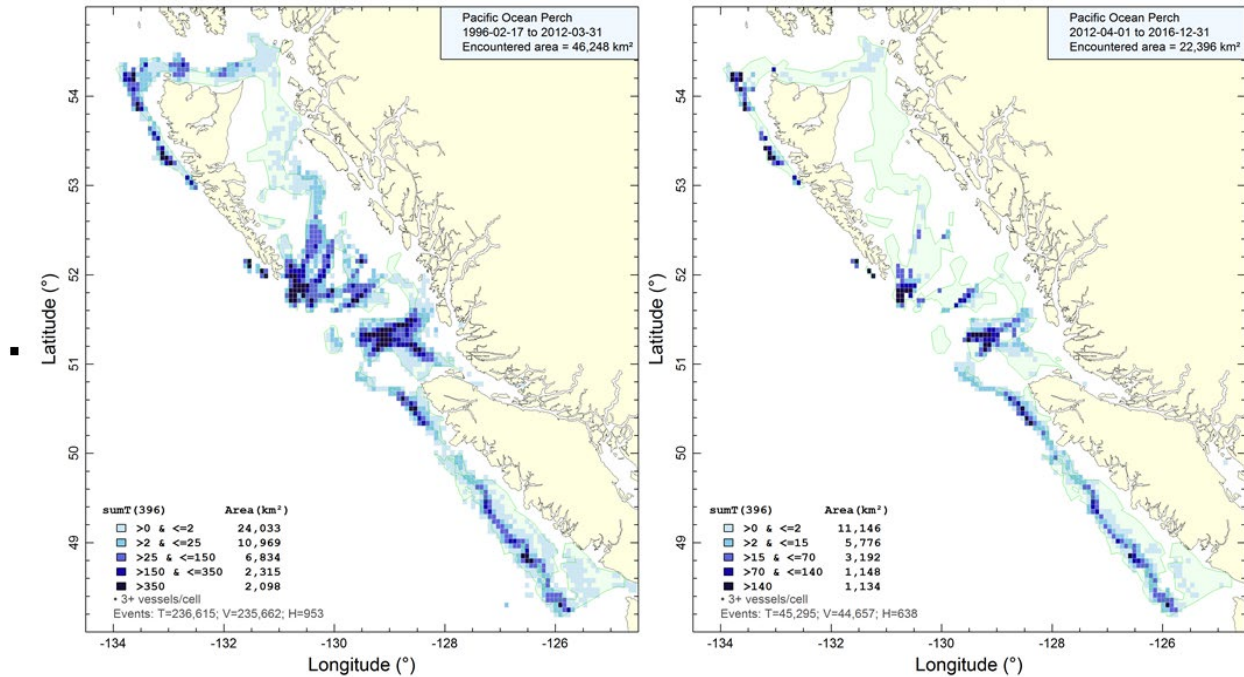 Pacific Ocean Perch
1996-02-17 to 2012-03-31
Encountered area = 46,248 km²
54
53
52
51
50
49
Latitude (°)
sumT(396) Area(km²)
>0 & <=2 24,033
>2 & <=25 10,969
>25 & <=150 6,834
>150 & <=350 2,315
>350 2,098
• 3+ vessels/cell
Events: T=236,615; V=235,662; H=953
-134 -132 -130 -128 -126
Longitude (°)
Pacific Ocean Perch
2012-04-01 to 2016-12-31
Encountered area = 22,396 km²
54
53
52
51
50
49
Latitude (°)
sumT(396) Area(km²)
>0 & <=2 11,146
>2 & <=15 5,776
>15 & <=70 3,192
>70 & <=140 1,148
>140 1,134
• 3+ vessels/cell
Events: T=45,295; V=44,657; H=638
-134 -132 -130 -128 -126
Longitude (°)